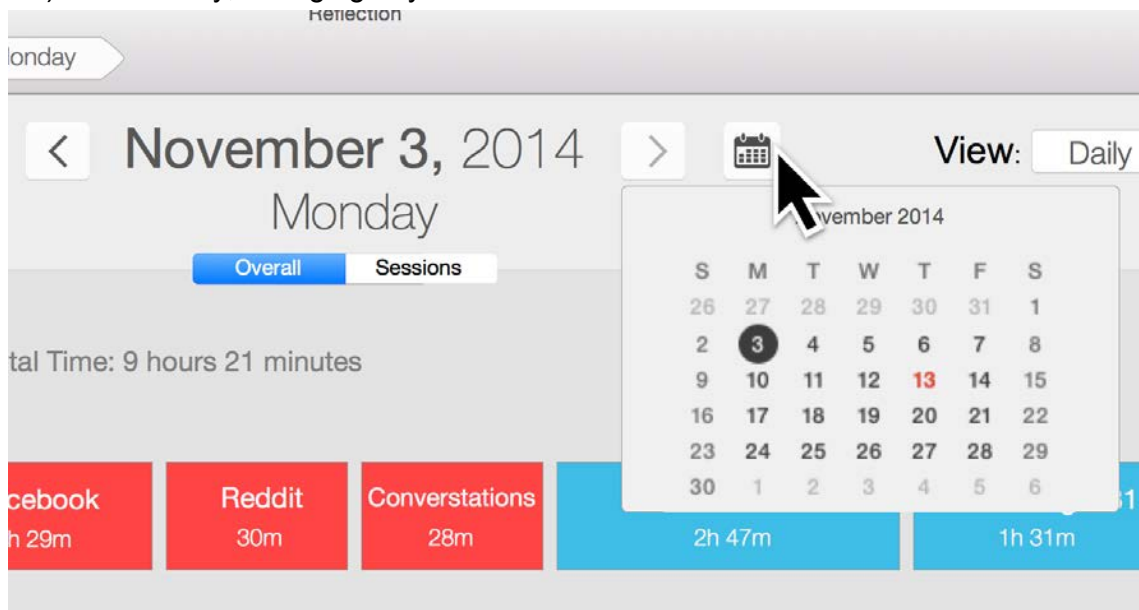 Reflection
onday
November 3, 2014
View: Daily
Monday
November 2014
Overall Sessions
S M T W T F S
26 27 28 29 30 31 1
2 3 4 5 6 7 8
tal Time: 9 hours 21 minutes
9 10 11 12 13 14 15
16 17 18 19 20 21 22
23 24 25 26 27 28 29
30 1 2 3 4 5 6
cebook Reddit Converstations
h 29m 30m 28m 2h 47m 1h 31m